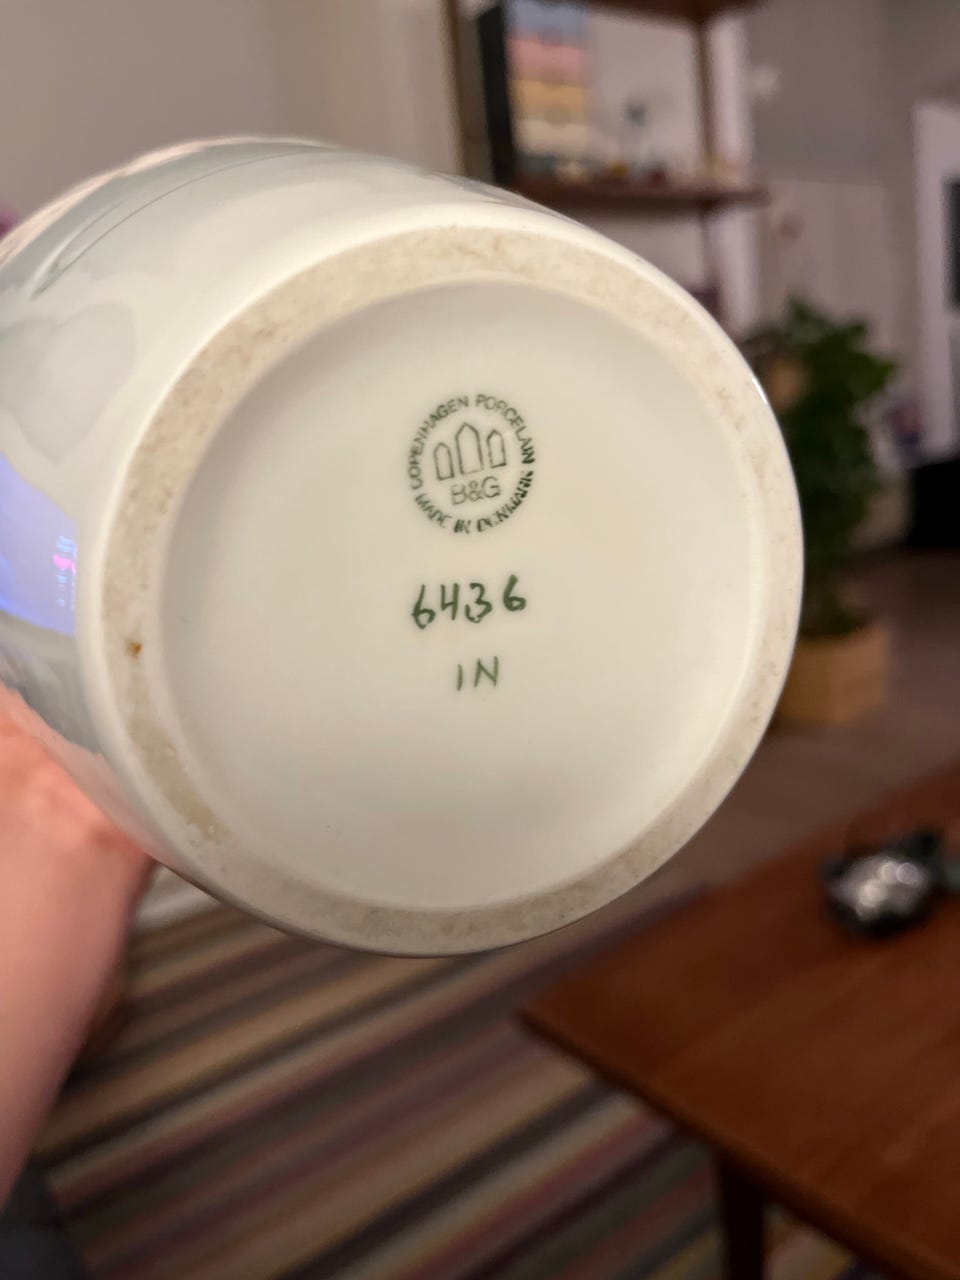 COPENHAGEN PORCELAIN
B&G
MADE IN DENMARK
6436
IN